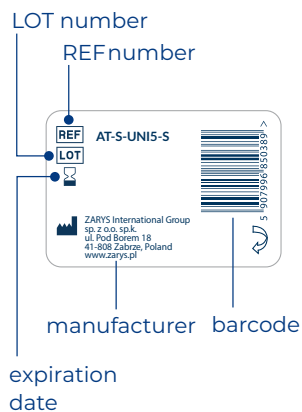 LOT number
REF number
REF AT-S-UNI5-S
LOT
5 907996 850389 >
ZARYS International Group
sp. z o.o. sp.k.
ul. Pod Borem 18
41-808 Zabrze, Poland
www.zarys.pl
manufacturer barcode
expiration
date